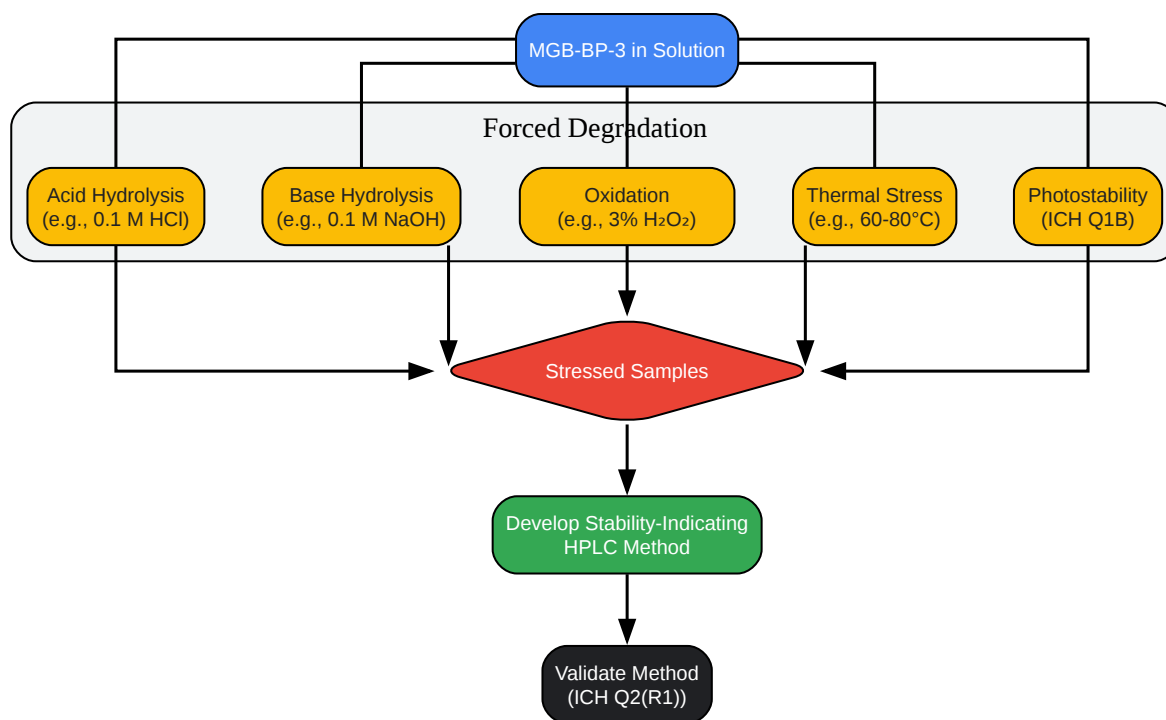 MGB-BP-3 in Solution
Forced Degradation
Acid Hydrolysis
(e.g., 0.1 M HCl)
Base Hydrolysis
(e.g., 0.1 M NaOH)
Oxidation
(e.g., 3% H₂O₂)
Thermal Stress
(e.g., 60-80°C)
Photostability
(ICH Q1B)
Stressed Samples
Develop Stability-Indicating
HPLC Method
Validate Method
(ICH Q2(R1))